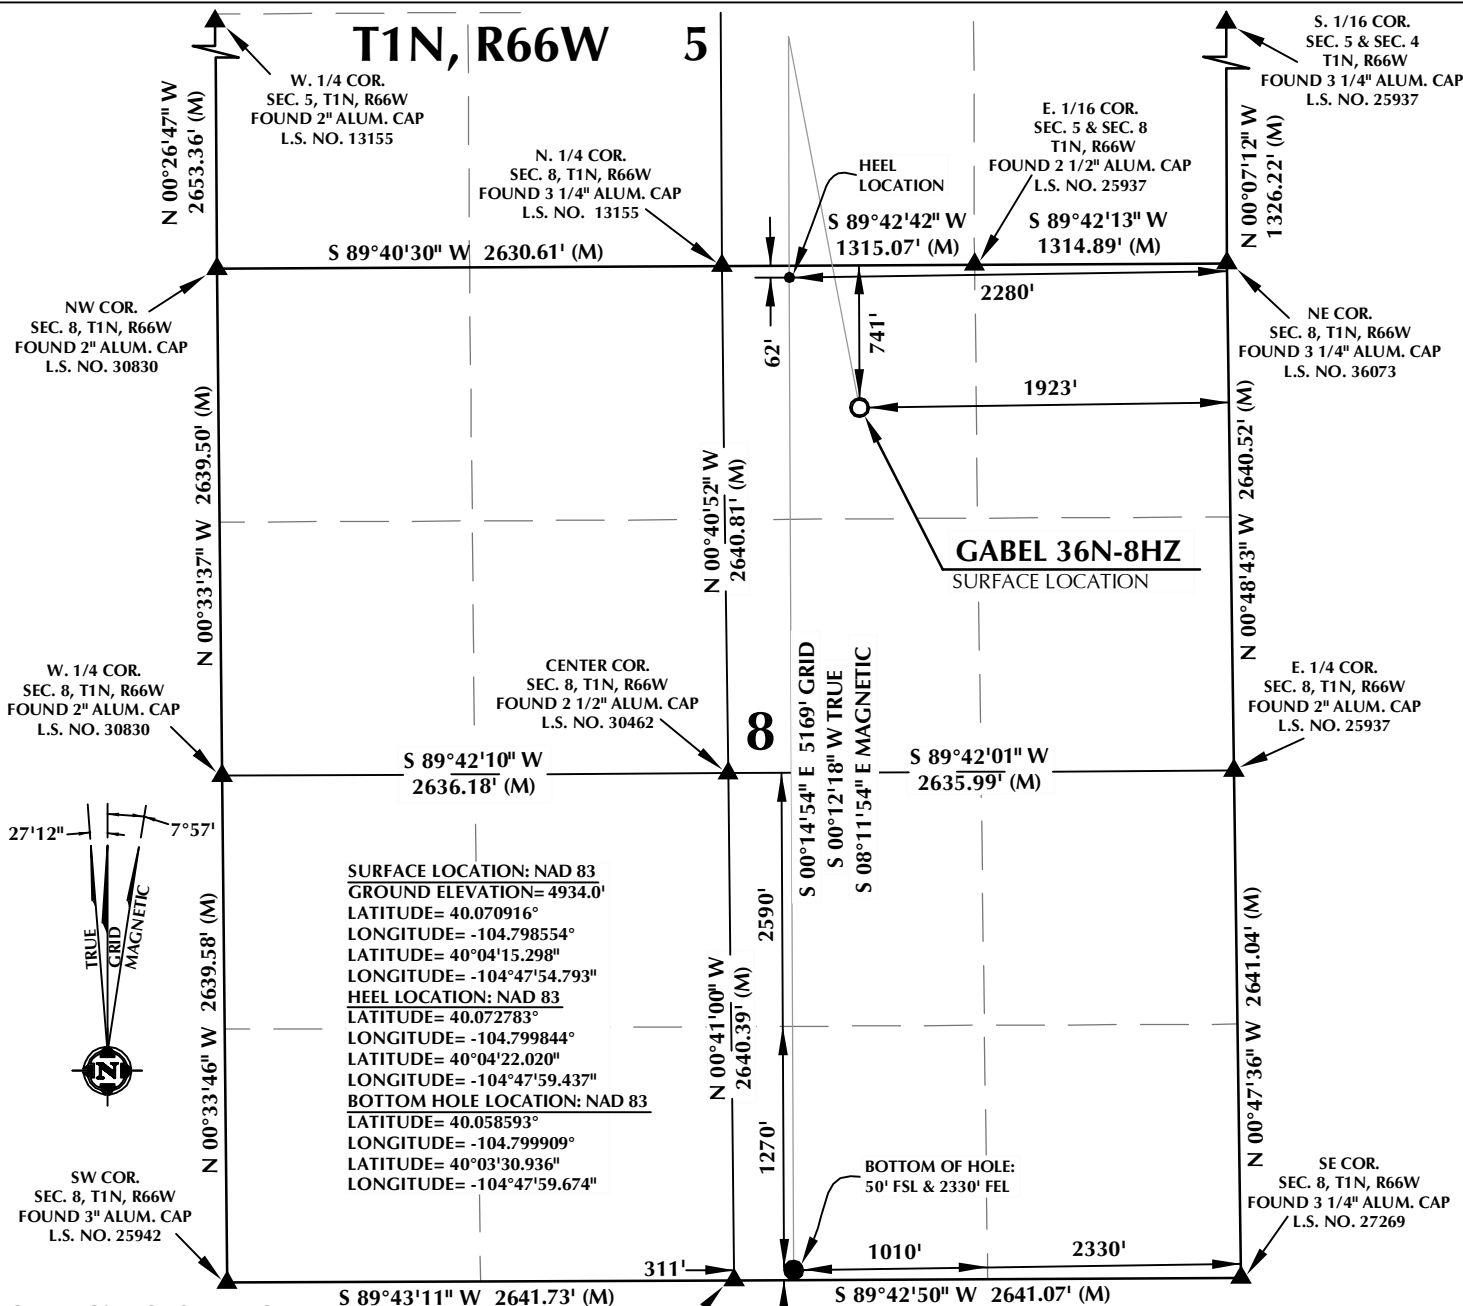 T1N, R66W 5
W. 1/4 COR.
SEC. 5, T1N, R66W
FOUND 2" ALUM. CAP
L.S. NO. 13155
S. 1/16 COR.
SEC. 5 & SEC. 4
T1N, R66W
FOUND 3 1/4" ALUM. CAP
L.S. NO. 25937
N 00°26'47" W
2653.36' (M)
N. 1/4 COR.
SEC. 8, T1N, R66W
FOUND 3 1/4" ALUM. CAP
L.S. NO. 13155
HEEL
LOCATION
E. 1/16 COR.
SEC. 5 & SEC. 8
T1N, R66W
FOUND 2 1/2" ALUM. CAP
L.S. NO. 25937
N 00°07'12" W
1326.22' (M)
S 89°40'30" W 2630.61' (M)
S 89°42'42" W
1315.07' (M)
S 89°42'13" W
1314.89' (M)
2280'
62'
741'
1923'
NW COR.
SEC. 8, T1N, R66W
FOUND 2" ALUM. CAP
L.S. NO. 30830
NE COR.
SEC. 8, T1N, R66W
FOUND 3 1/4" ALUM. CAP
L.S. NO. 36073
N 00°33'37" W 2639.50' (M)
N 00°40'52" W
2640.81' (M)
N 00°48'43" W 2640.52' (M)
GABEL 36N-8HZ
SURFACE LOCATION
W. 1/4 COR.
SEC. 8, T1N, R66W
FOUND 2" ALUM. CAP
L.S. NO. 30830
CENTER COR.
SEC. 8, T1N, R66W
FOUND 2 1/2" ALUM. CAP
L.S. NO. 30462
8
S 00°14'54" E 5169' GRID
S 00°12'18" W TRUE
S 08°11'54" E MAGNETIC
E. 1/4 COR.
SEC. 8, T1N, R66W
FOUND 2" ALUM. CAP
L.S. NO. 25937
S 89°42'10" W
2636.18' (M)
S 89°42'01" W
2635.99' (M)
27'12"
7°57'
TRUE
GRID
MAGNETIC
N
N 00°33'46" W 2639.58' (M)
SURFACE LOCATION: NAD 83
GROUND ELEVATION= 4934.0'
LATITUDE= 40.070916°
LONGITUDE= -104.798554°
LATITUDE= 40°04'15.298"
LONGITUDE= -104°47'54.793"
HEEL LOCATION: NAD 83
LATITUDE= 40.072783°
LONGITUDE= -104.799844°
LATITUDE= 40°04'22.020"
LONGITUDE= -104°47'59.437"
BOTTOM HOLE LOCATION: NAD 83
LATITUDE= 40.058593°
LONGITUDE= -104.799909°
LATITUDE= 40°03'30.936"
LONGITUDE= -104°47'59.674"
N 00°41'00" W
2640.39' (M)
2590'
1270'
N 00°47'36" W 2641.04' (M)
BOTTOM OF HOLE:
50' FSL & 2330' FEL
SW COR.
SEC. 8, T1N, R66W
FOUND 3" ALUM. CAP
L.S. NO. 25942
SE COR.
SEC. 8, T1N, R66W
FOUND 3 1/4" ALUM. CAP
L.S. NO. 27269
311'
1010'
2330'
S 89°43'11" W 2641.73' (M)
S 89°42'50" W 2641.07' (M)